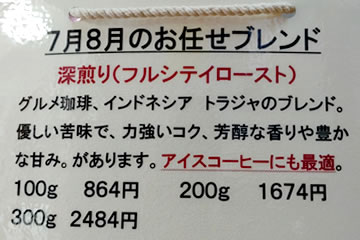 7月8月のお任せブレンド
深煎り(フルシテイロースト)
グルメ珈琲、インドネシア トラジャのブレンド。
優しい苦味で、力強いコク、芳醇な香りや豊か
な甘み。があります。アイスコーヒーにも最適。
100g 864円 200g 1674円
300g 2484円